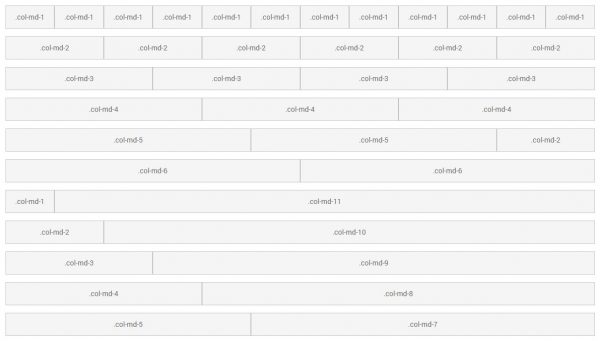 .col-md-1 .col-md-1 .col-md-1 .col-md-1 .col-md-1 .col-md-1 .col-md-1 .col-md-1 .col-md-1 .col-md-1 .col-md-1 .col-md-1
.col-md-2 .col-md-2 .col-md-2 .col-md-2 .col-md-2 .col-md-2
.col-md-3 .col-md-3 .col-md-3 .col-md-3
.col-md-4 .col-md-4 .col-md-4
.col-md-5 .col-md-5 .col-md-2
.col-md-6 .col-md-6
.col-md-1 .col-md-11
.col-md-2 .col-md-10
.col-md-3 .col-md-9
.col-md-4 .col-md-8
.col-md-5 .col-md-7